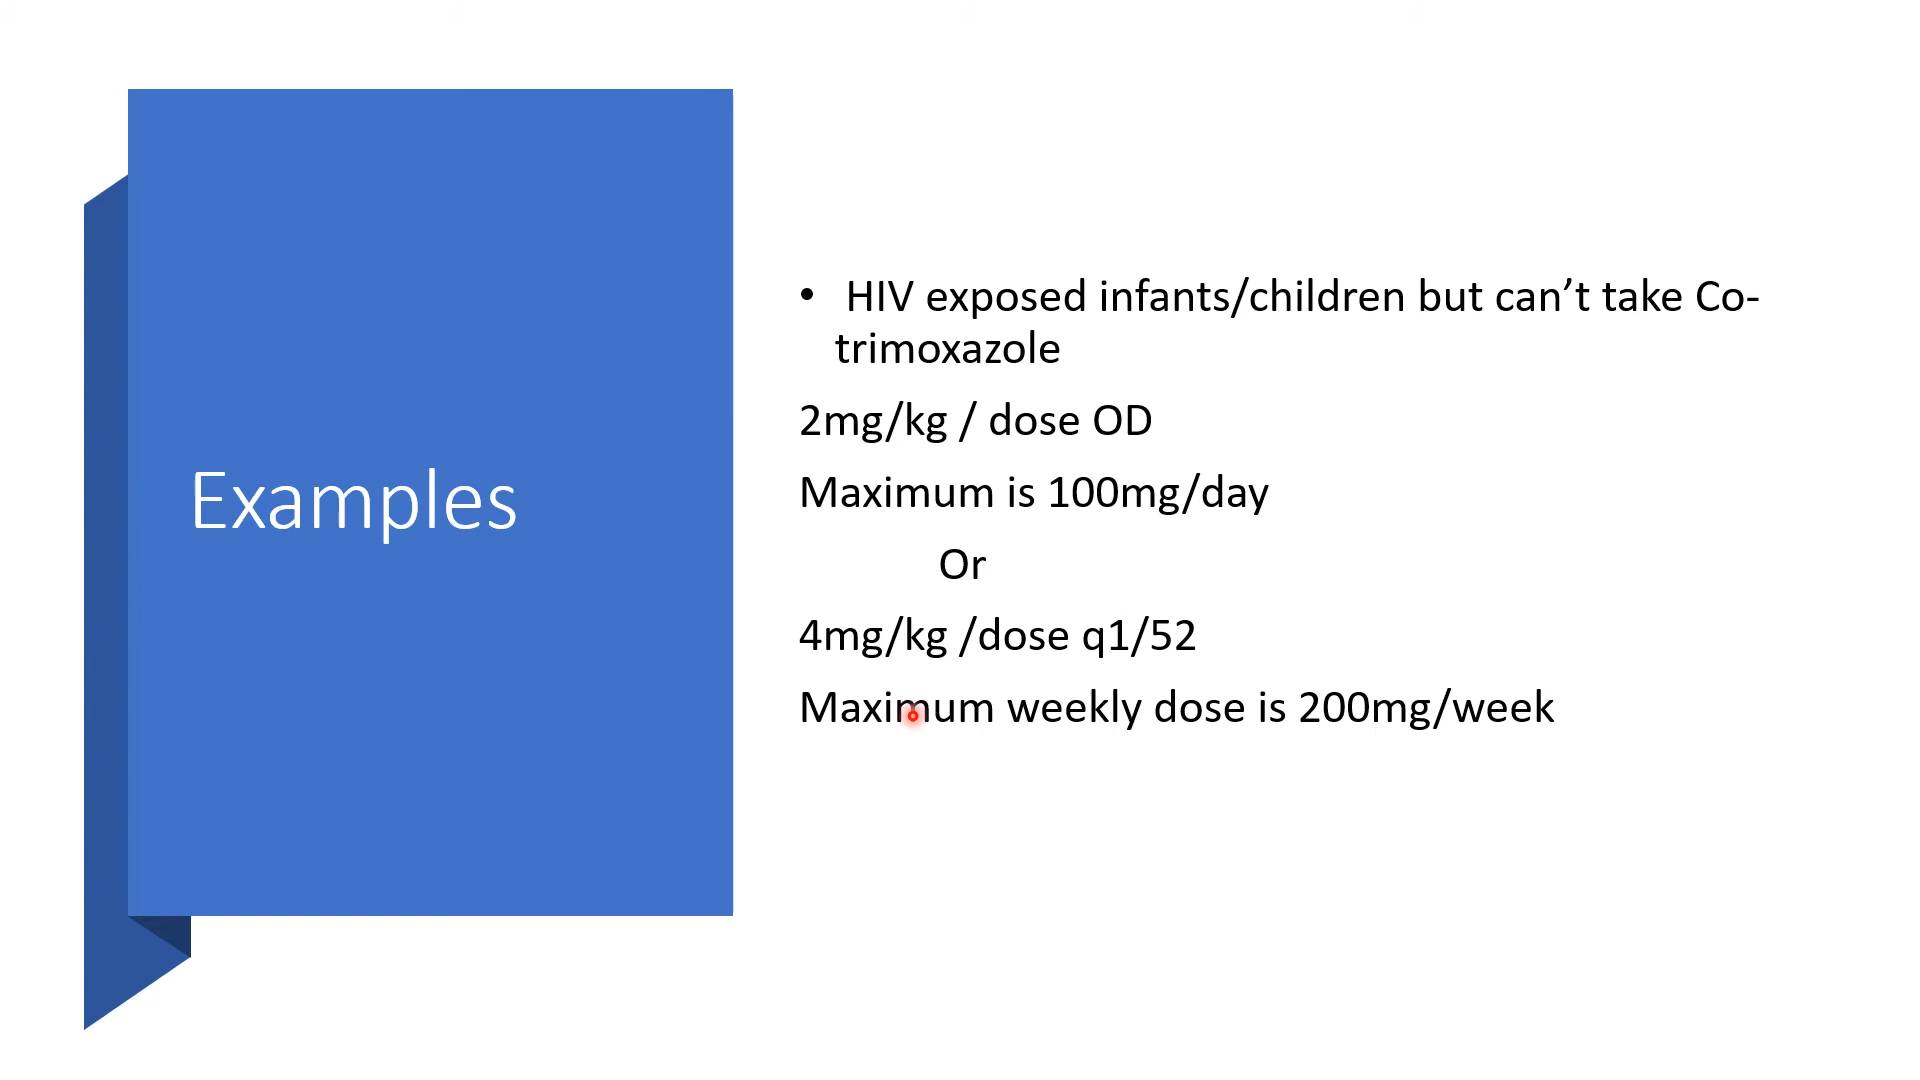 Examples
• HIV exposed infants/children but can’t take Co-
trimoxazole
2mg/kg / dose OD
Maximum is 100mg/day
Or
4mg/kg /dose q1/52
Maximum weekly dose is 200mg/week